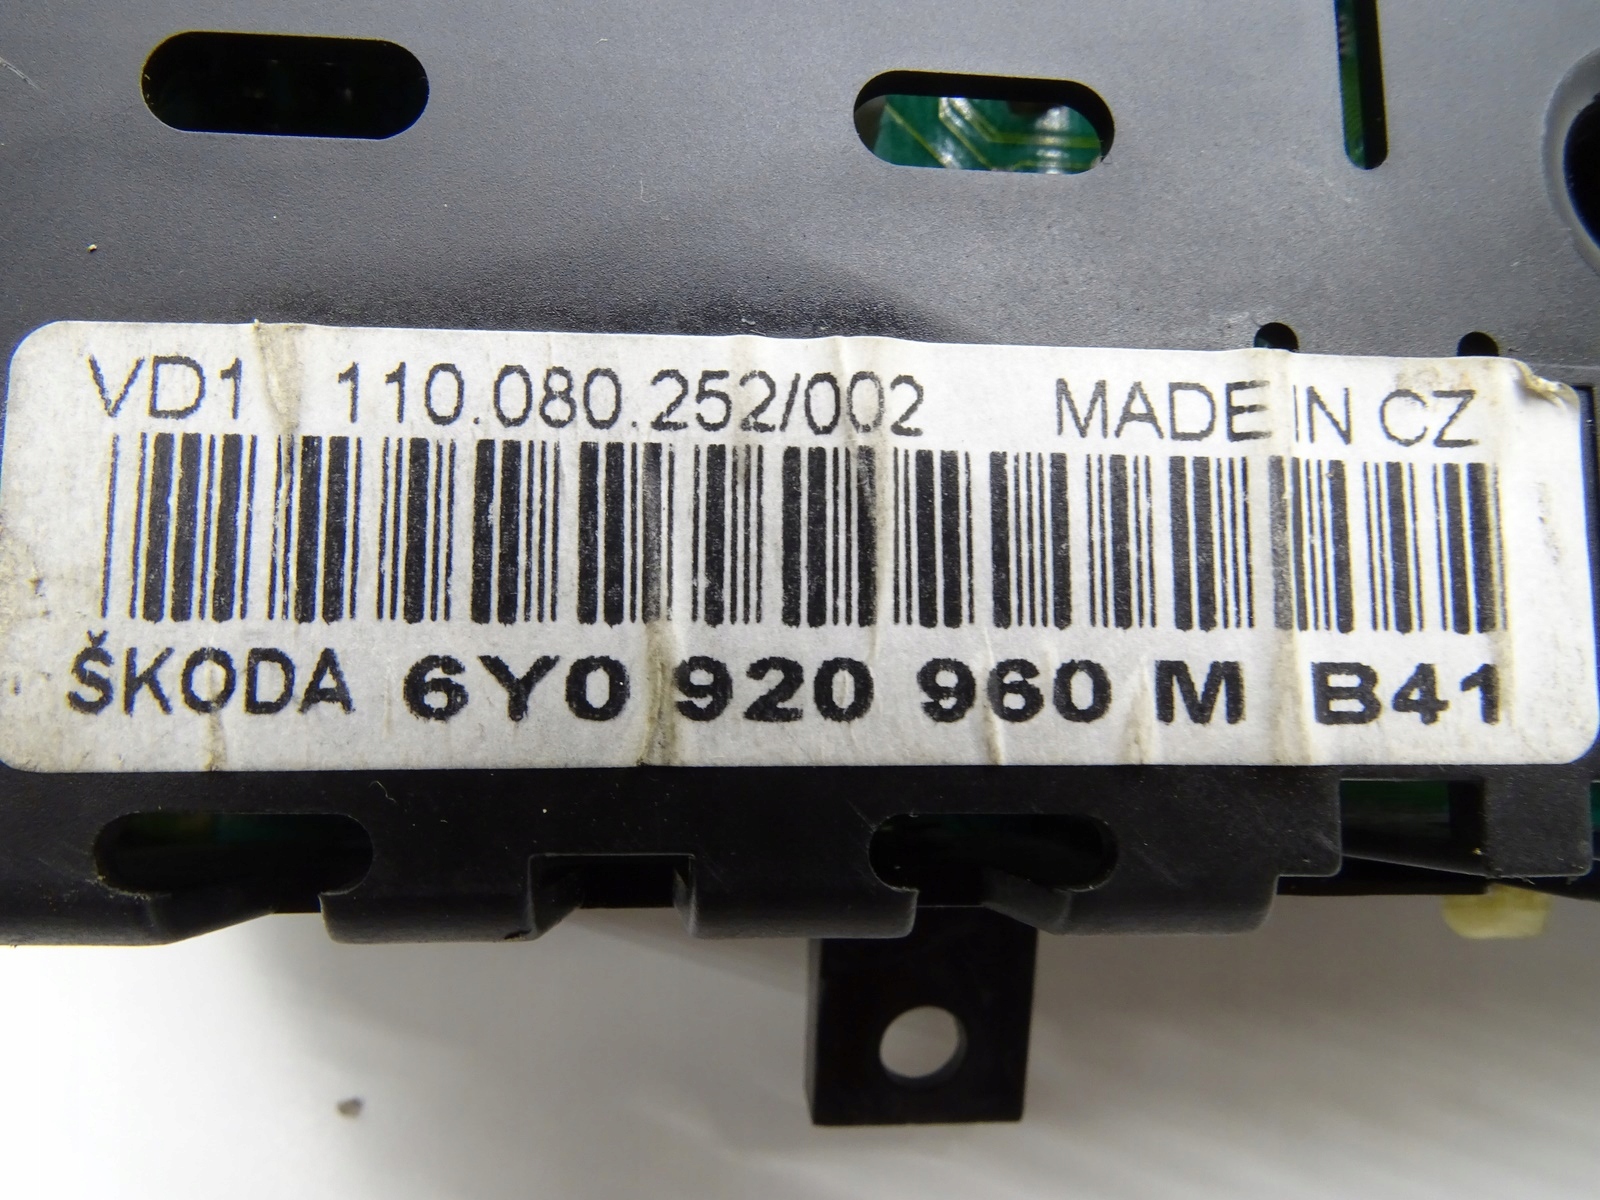 VD1 110.080.252/002 MADE IN CZ
ŠKODA 6Y0 920 960 M B41